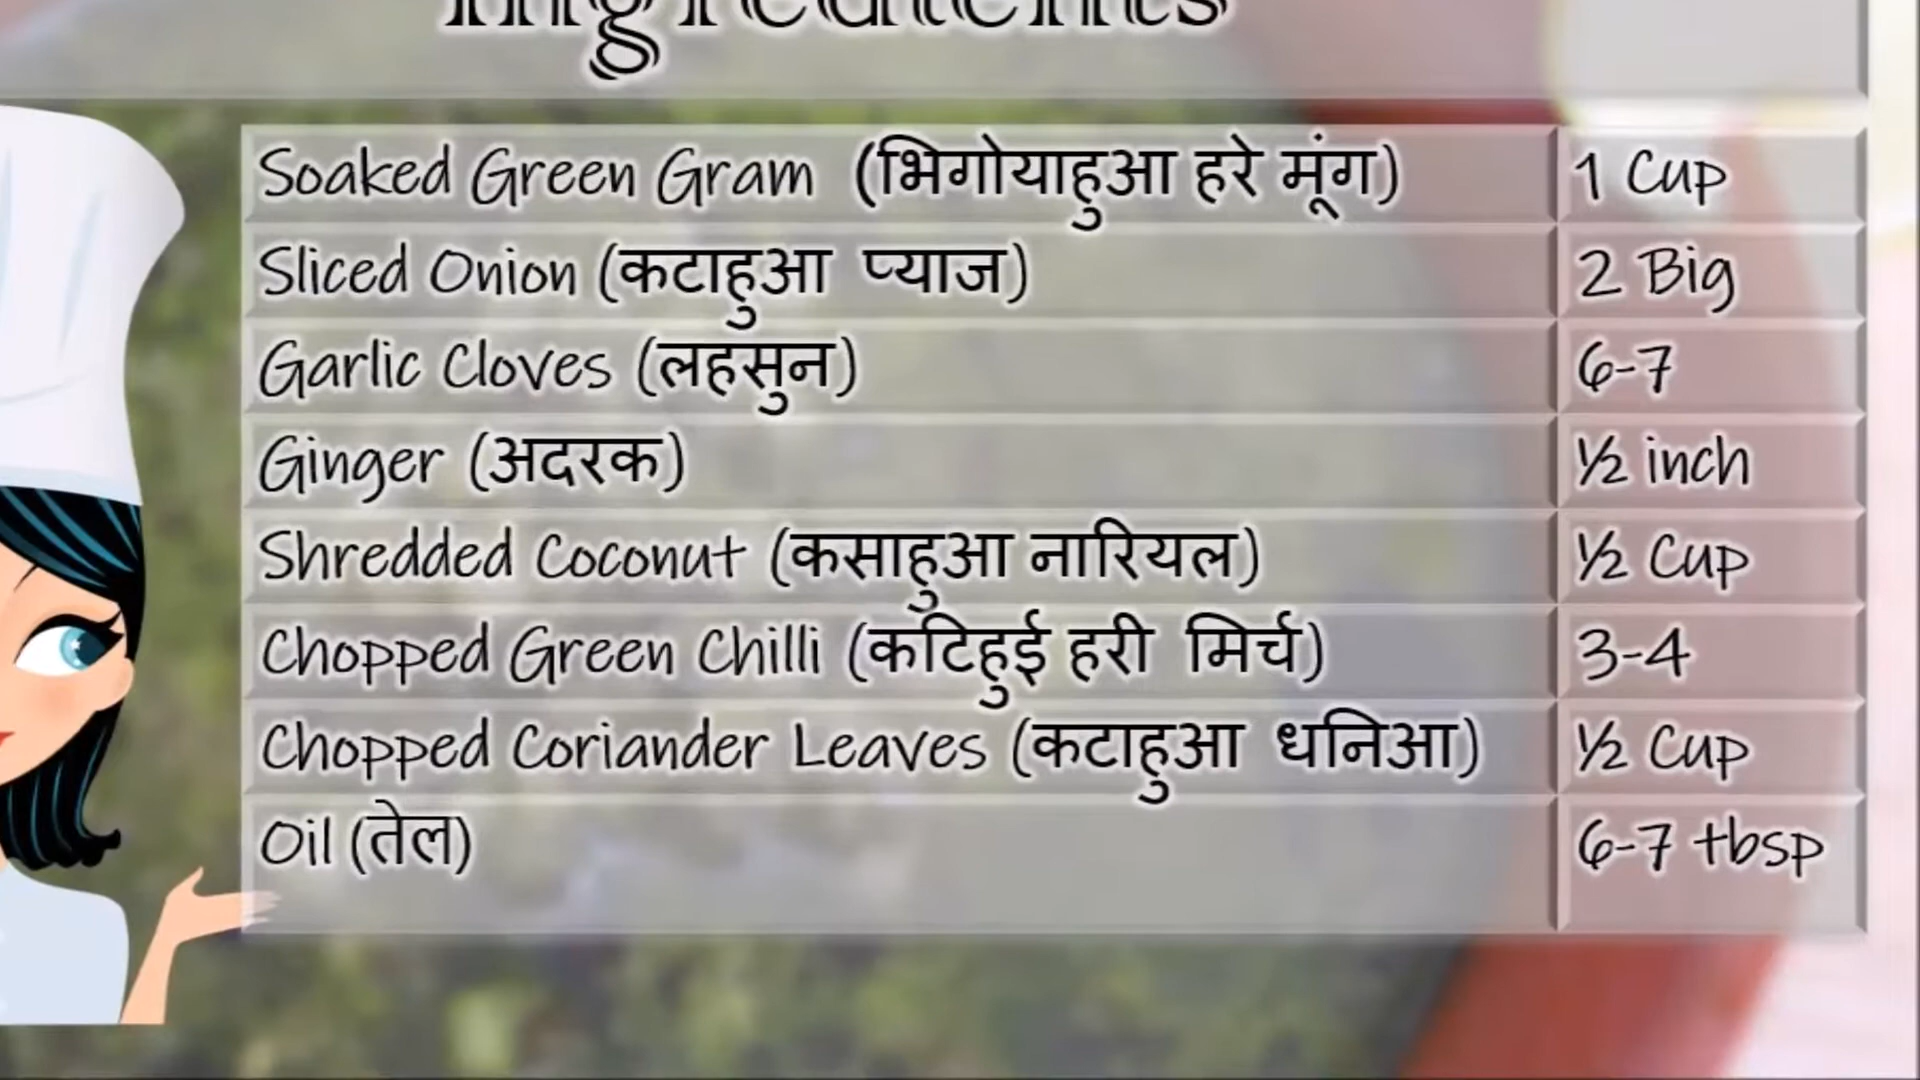 Ingredients
Soaked Green Gram (भिगोयाहुआ हरे मूंग) 1 Cup
Sliced Onion (कटाहुआ प्याज) 2 Big
Garlic Cloves (लहसुन) 6-7
Ginger (अदरक) ½ inch
Shredded Coconut (कसाहुआ नारियल) ½ Cup
Chopped Green Chilli (कटिहुई हरी मिर्च) 3-4
Chopped Coriander Leaves (कटाहुआ धनिआ) ½ Cup
Oil (तेल) 6-7 tbsp